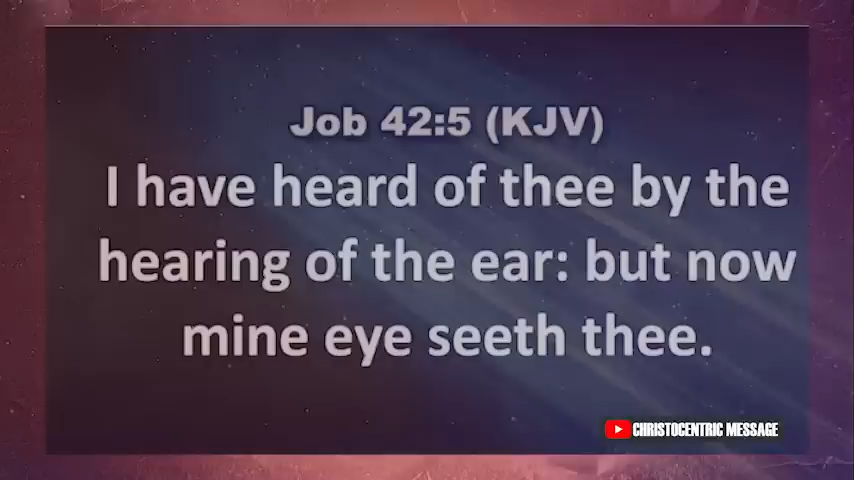 Job 42:5 (KJV)
I have heard of thee by the
hearing of the ear: but now
mine eye seeth thee.
CHRISTOCENTRIC MESSAGE